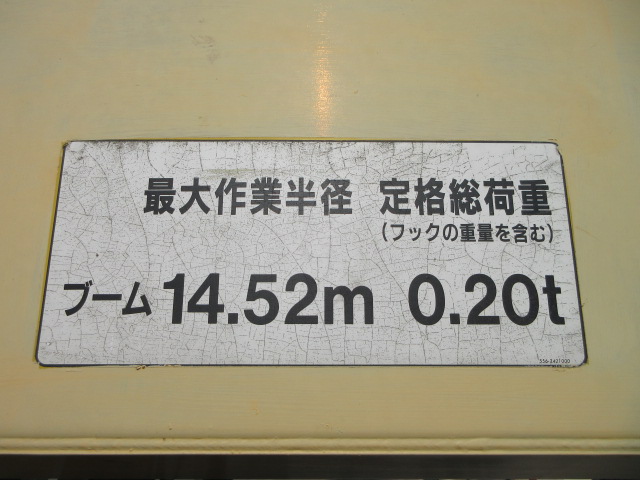 最大作業半径 定格総荷重
(フックの重量を含む)
ブーム 14.52m 0.20t